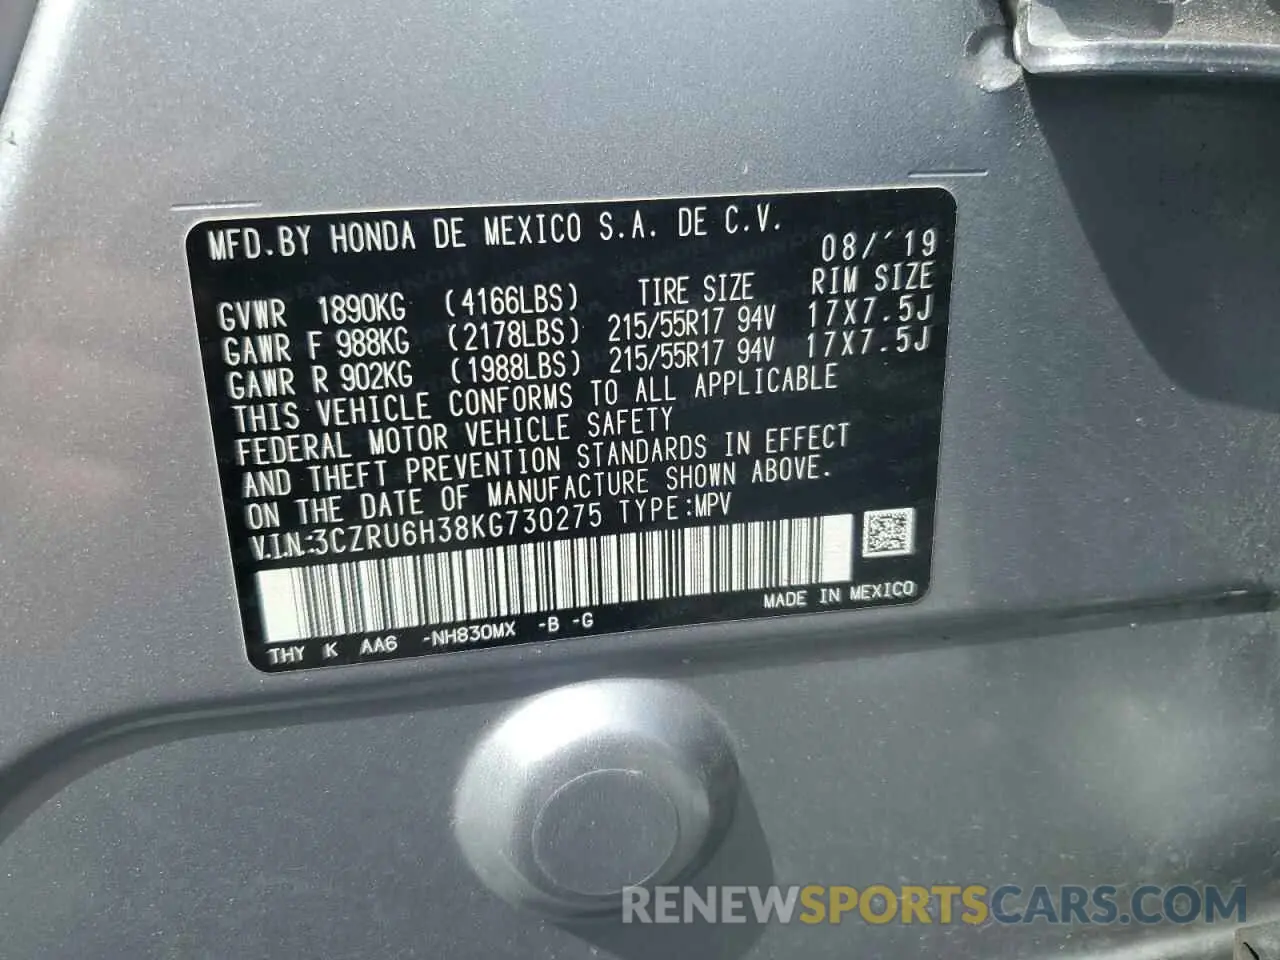 MFD.BY HONDA DE MEXICO S.A. DE C.V.
08/´19
GVWR 1890KG (4166LBS) TIRE SIZE RIM SIZE
GAWR F 988KG (2178LBS) 215/55R17 94V 17X7.5J
GAWR R 902KG (1988LBS) 215/55R17 94V 17X7.5J
THIS VEHICLE CONFORMS TO ALL APPLICABLE
FEDERAL MOTOR VEHICLE SAFETY
AND THEFT PREVENTION STANDARDS IN EFFECT
ON THE DATE OF MANUFACTURE SHOWN ABOVE.
V.I.N.:3CZRU6H38KG730275 TYPE:MPV
MADE IN MEXICO
THY K AA6 -NH830MX -B -G
RENEWSPORTSCARS.COM